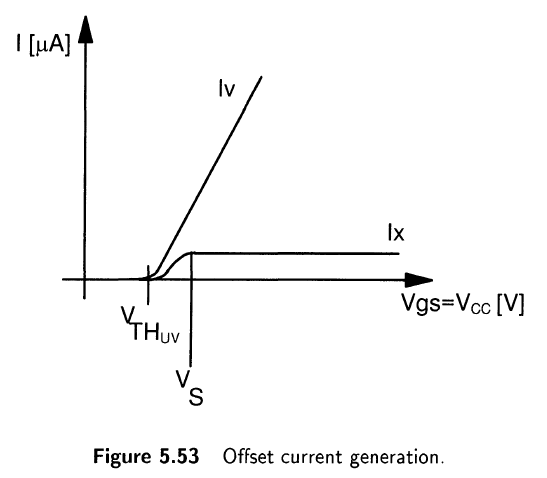 I [μA]
Iv
Ix
Vgs=VCC [V]
VTHUV
VS
Figure 5.53 Offset current generation.